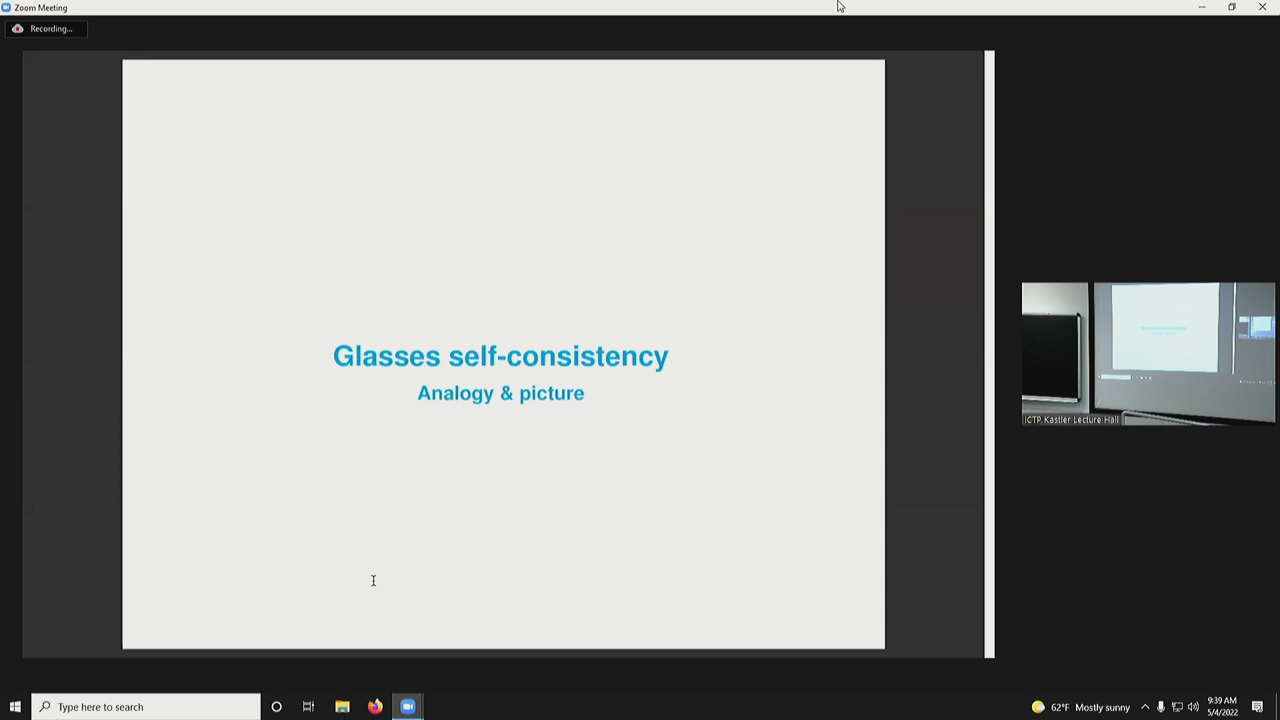 Zoom Meeting
Recording...
Glasses self-consistency
Analogy & picture
ICTP Kastler Lecture Hall
Type here to search
62°F Mostly sunny
9:39 AM
5/4/2022